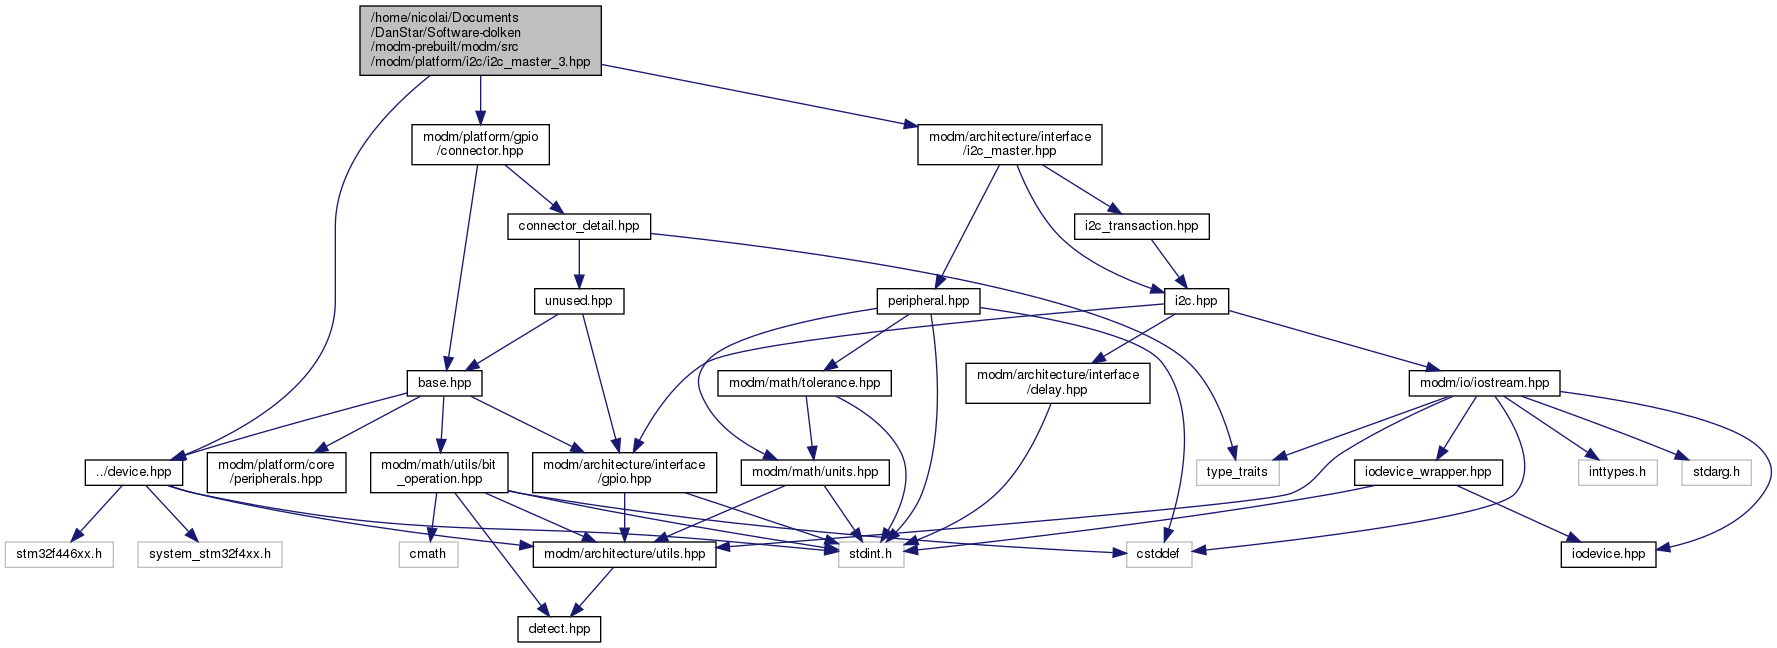 /home/nicolai/Documents
/DanStar/Software-dolken
/modm-prebuilt/modm/src
/modm/platform/i2c/i2c_master_3.hpp
modm/platform/gpio
/connector.hpp
modm/architecture/interface
/i2c_master.hpp
connector_detail.hpp
i2c_transaction.hpp
unused.hpp
peripheral.hpp
i2c.hpp
base.hpp
modm/math/tolerance.hpp
modm/architecture/interface
/delay.hpp
modm/io/iostream.hpp
../device.hpp
modm/platform/core
/peripherals.hpp
modm/math/utils/bit
_operation.hpp
modm/architecture/interface
/gpio.hpp
modm/math/units.hpp
type_traits
iodevice_wrapper.hpp
inttypes.h
stdarg.h
stm32f446xx.h
system_stm32f4xx.h
cmath
modm/architecture/utils.hpp
stdint.h
cstddef
iodevice.hpp
detect.hpp